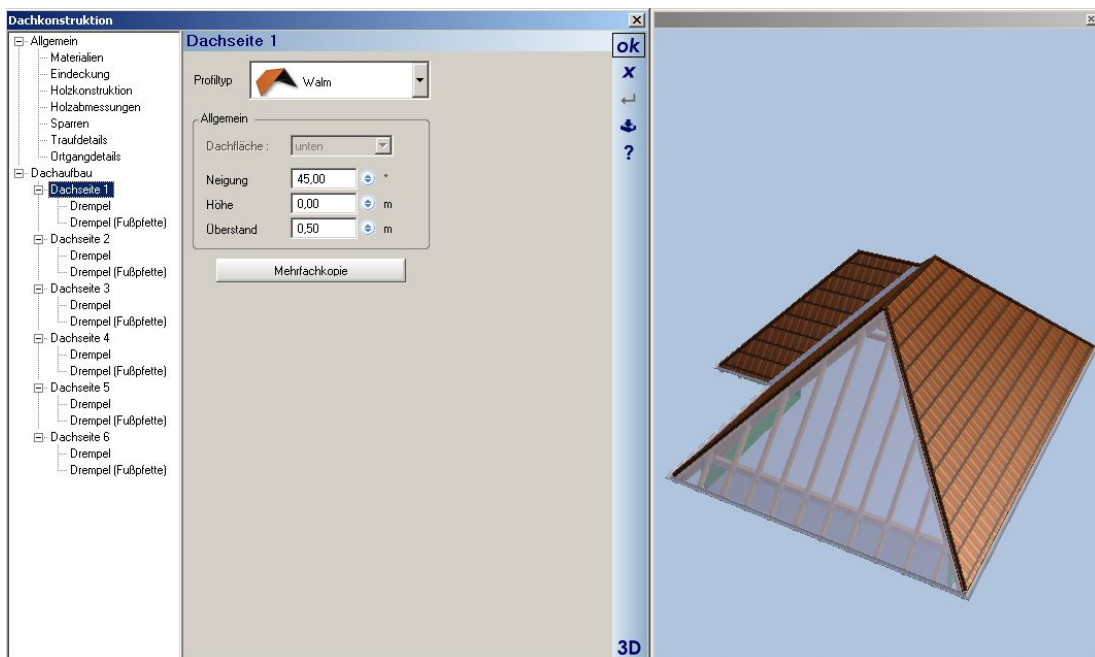 Dachkonstruktion
Allgemein
Materialien
Eindeckung
Holzkonstruktion
Holzabmessungen
Sparren
Traufdetails
Ortgangdetails
Dachaufbau
Dachseite 1
Drempel
Drempel (Fußpfette)
Dachseite 2
Drempel
Drempel (Fußpfette)
Dachseite 3
Drempel
Drempel (Fußpfette)
Dachseite 4
Drempel
Drempel (Fußpfette)
Dachseite 5
Drempel
Drempel (Fußpfette)
Dachseite 6
Drempel
Drempel (Fußpfette)
Dachseite 1
Profiltyp Walm
Allgemein
Dachfläche : unten
Neigung 45,00 °
Höhe 0,00 m
Überstand 0,50 m
Mehrfachkopie
ok
x
?
3D